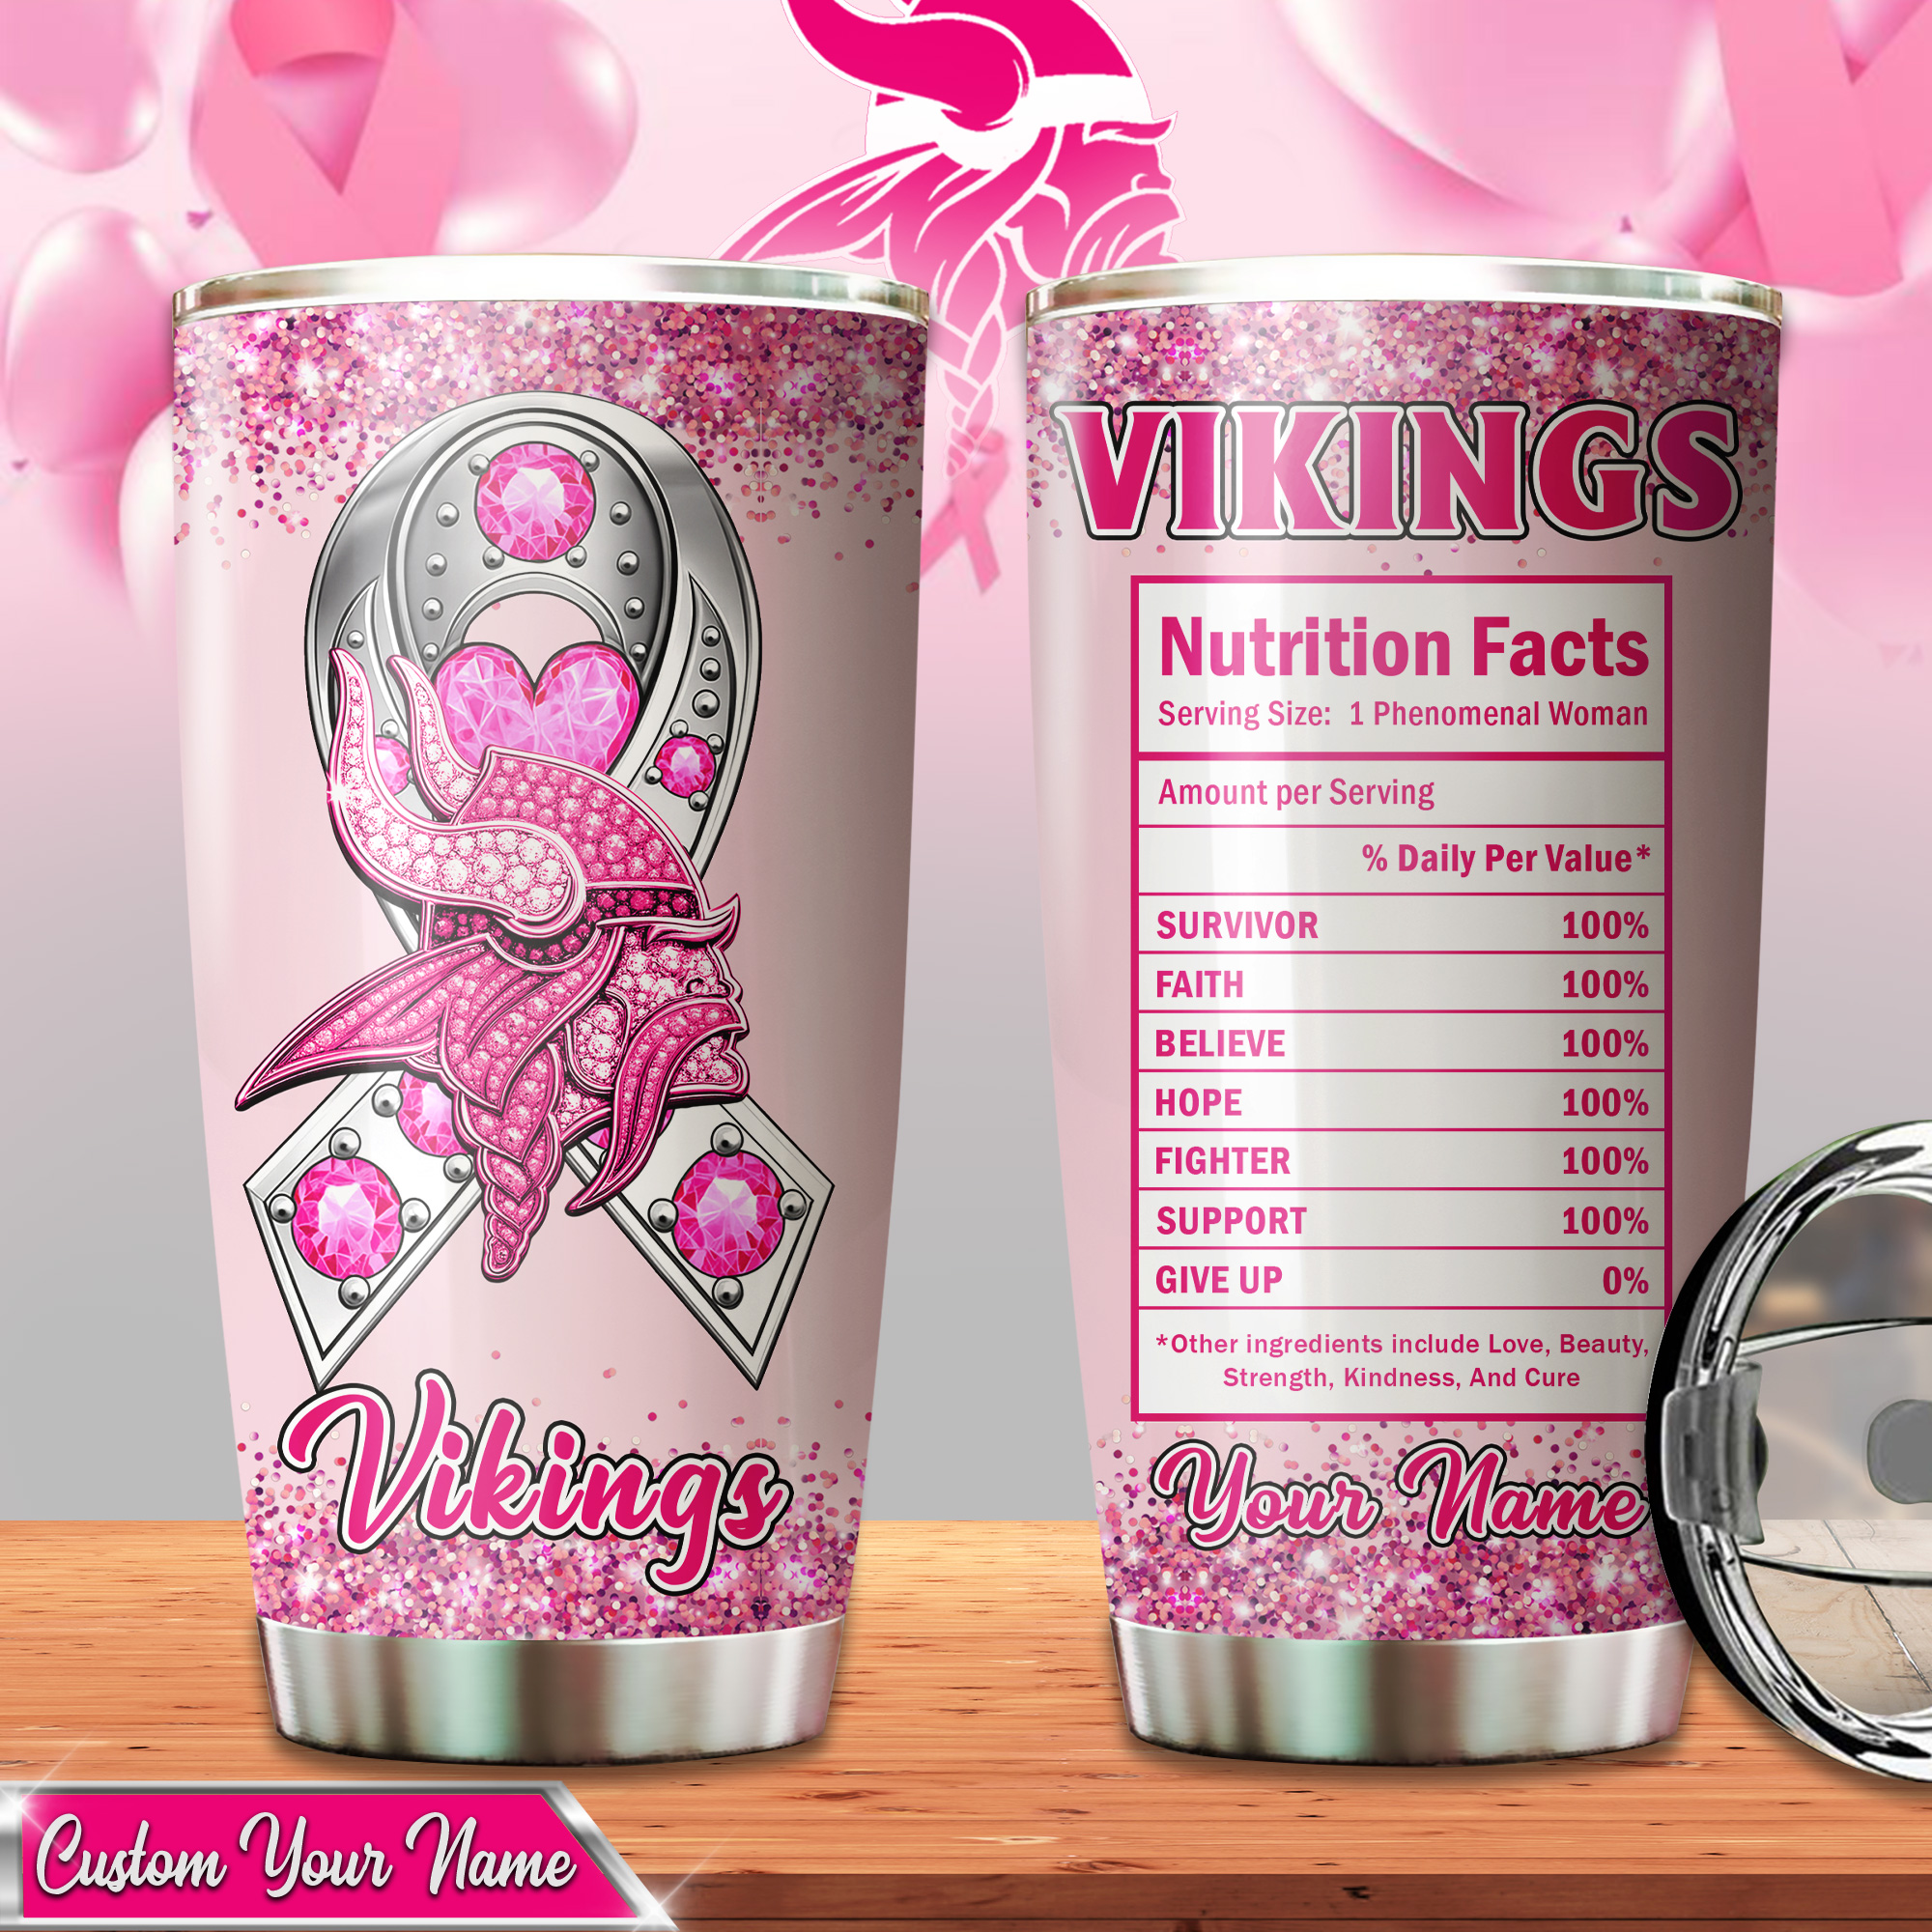 Vikings
VIKINGS
Nutrition Facts
Serving Size: 1 Phenomenal Woman
Amount per Serving
% Daily Per Value*
SURVIVOR 100%
FAITH 100%
BELIEVE 100%
HOPE 100%
FIGHTER 100%
SUPPORT 100%
GIVE UP 0%
*Other ingredients include Love, Beauty,
Strength, Kindness, And Cure
Your Name
Custom Your Name